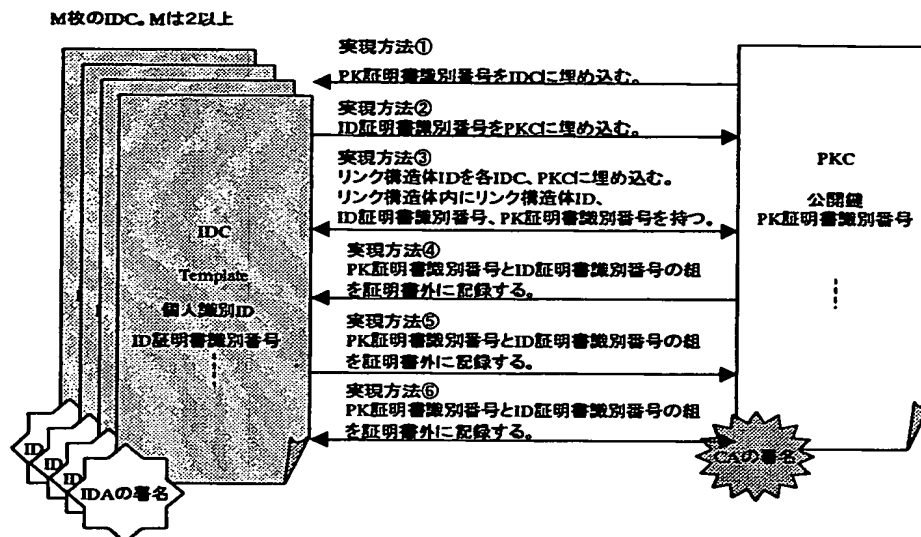 M枚のIDC。Mは2以上
実現方法①
PK証明書識別番号をIDCに埋め込む。
実現方法②
ID証明書識別番号をPKCに埋め込む。
実現方法③
リンク構造体IDを各IDC、PKCに埋め込む。
リンク構造体内にリンク構造体ID、
ID証明書識別番号、PK証明書識別番号を持つ。
実現方法④
PK証明書識別番号とID証明書識別番号の組
を証明書外に記録する。
実現方法⑤
PK証明書識別番号とID証明書識別番号の組
を証明書外に記録する。
実現方法⑥
PK証明書識別番号とID証明書識別番号の組
を証明書外に記録する。
IDC
Template
個人識別ID
ID証明書識別番号
ID
ID
ID
IDAの署名
PKC
公開鍵
PK証明書識別番号
CAの署名